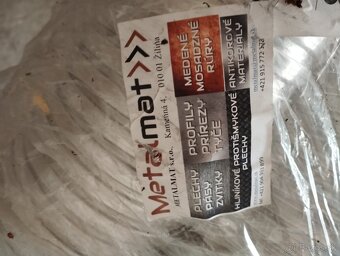 Metalmat
METALMAT s.r.o., Kamenná 4, 010 01 Žilina
PLECHY
PÁSY
ZVITKY
PROFILY
PRÍREZY
TYČE
MEDENÉ
MOSADZNÉ
RÚRY
HLINÍKOVÉ PROTIŠMYKOVÉ
PLECHY
ANTIKOROVÉ
MATERIÁLY
+421 915 772